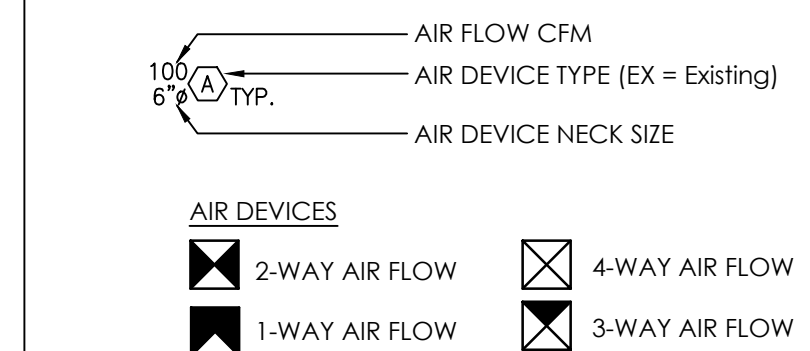 AIR FLOW CFM
100 A AIR DEVICE TYPE (EX = Existing)
6"ø TYP.
AIR DEVICE NECK SIZE
AIR DEVICES
2-WAY AIR FLOW 4-WAY AIR FLOW
1-WAY AIR FLOW 3-WAY AIR FLOW